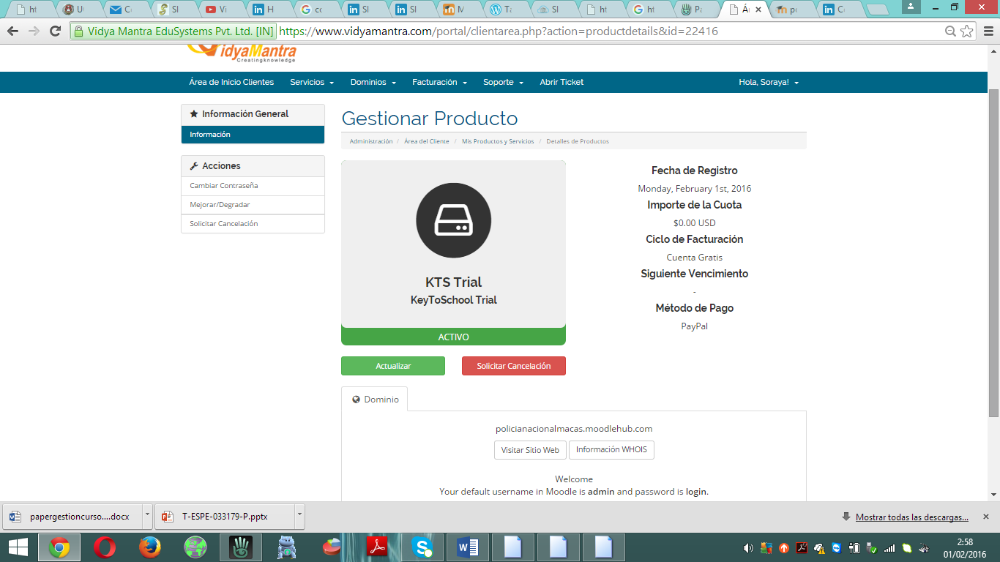 ht
U
C
Sl
Vi
H
cc
Sl
Sl
M
Ta
Sl
ht
ht
Pa
Á
po
C
Vidya Mantra EduSystems Pvt. Ltd. [IN] https://www.vidyamantra.com/portal/clientarea.php?action=productdetails&id=22416
VidyaMantra
Creatingknowledge
Área de Inicio Clientes Servicios Dominios Facturación Soporte Abrir Ticket Hola, Soraya!
Información General
Información
Acciones
Cambiar Contraseña
Mejorar/Degradar
Solicitar Cancelación
Gestionar Producto
Administración / Área del Cliente / Mis Productos y Servicios / Detalles de Productos
KTS Trial
KeyToSchool Trial
ACTIVO
Actualizar Solicitar Cancelación
Fecha de Registro
Monday, February 1st, 2016
Importe de la Cuota
$0.00 USD
Ciclo de Facturación
Cuenta Gratis
Siguiente Vencimiento
-
Método de Pago
PayPal
Dominio
policianacionalmacas.moodlehub.com
Visitar Sitio Web Información WHOIS
Welcome
Your default username in Moodle is admin and password is login.
papergestioncurso....docx T-ESPE-033179-P.pptx Mostrar todas las descargas...
2:58
01/02/2016